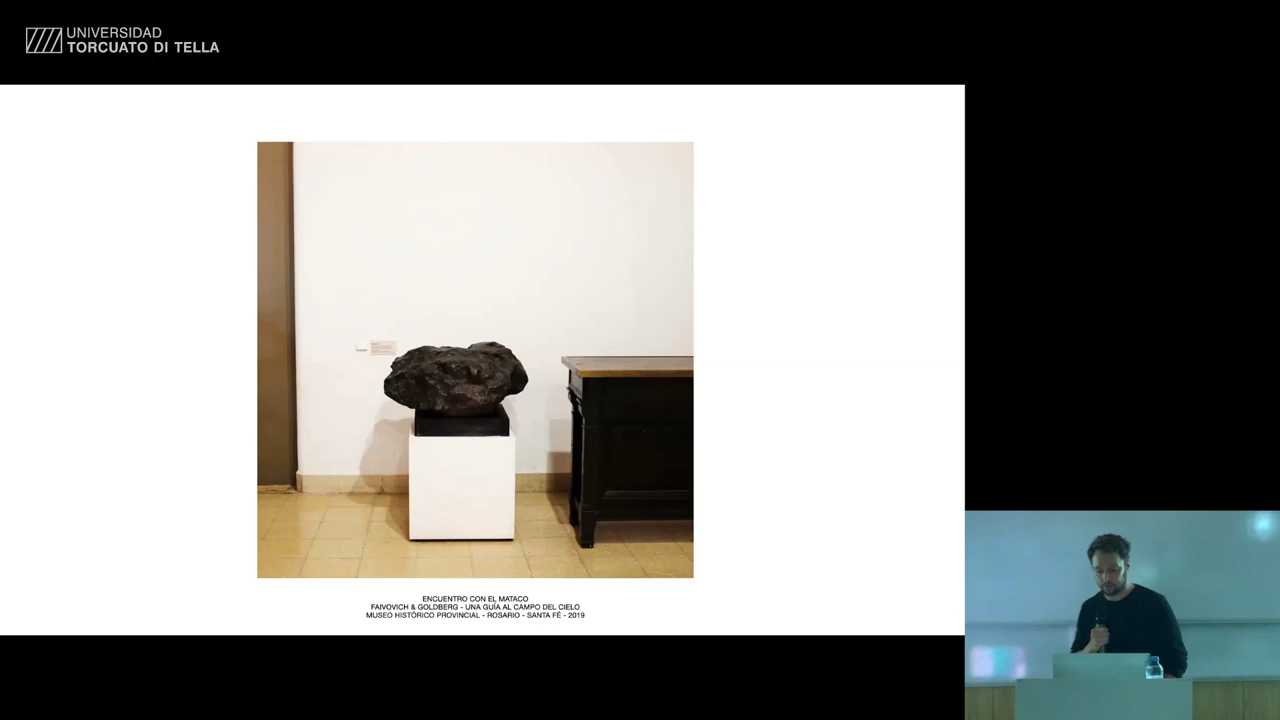 UNIVERSIDAD
TORCUATO DI TELLA
ENCUENTRO CON EL MATACO
FAIVOVICH & GOLDBERG - UNA GUÍA AL CAMPO DEL CIELO
MUSEO HISTÓRICO PROVINCIAL - ROSARIO - SANTA FÉ - 2019